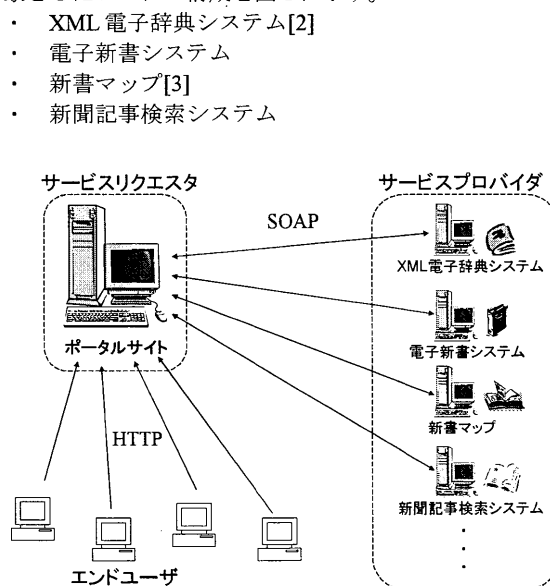 ・ XML 電子辞典システム[2]
・ 電子新書システム
・ 新書マップ[3]
・ 新聞記事検索システム
サービスリクエスタ
サービスプロバイダ
SOAP
XML電子辞典システム
電子新書システム
ポータルサイト
新書マップ
HTTP
新聞記事検索システム
・
・
・
エンドユーザ